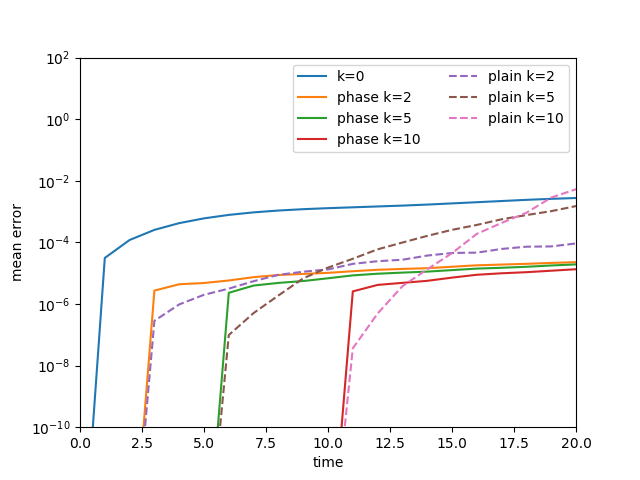 10^2
10^0
10^−2
10^−4
10^−6
10^−8
10^−10
mean error
k=0
phase k=2
phase k=5
phase k=10
plain k=2
plain k=5
plain k=10
0.0 2.5 5.0 7.5 10.0 12.5 15.0 17.5 20.0
time